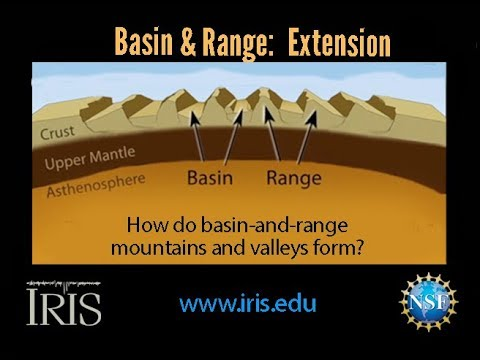 Basin & Range: Extension
Crust
Upper Mantle
Asthenosphere
Basin
Range
How do basin-and-range
mountains and valleys form?
IRIS
www.iris.edu
NSF